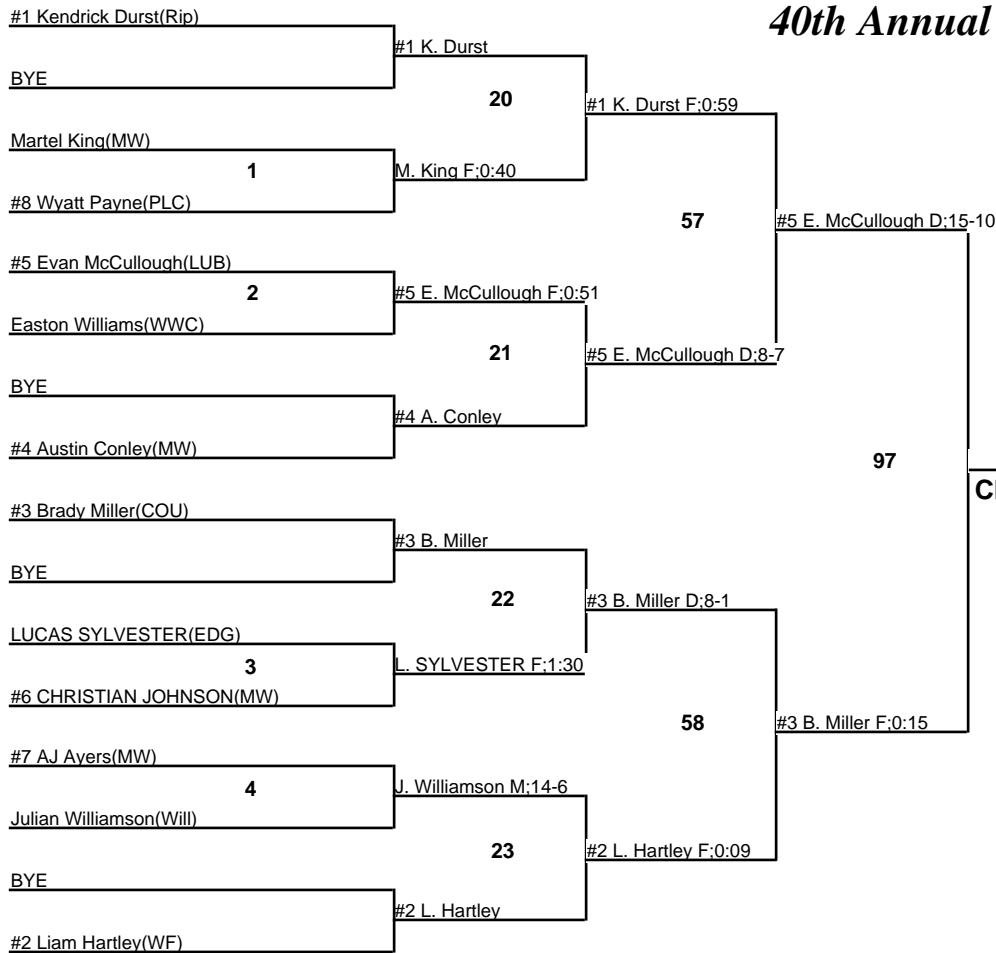 40th Annual
#1 Kendrick Durst(Rip)
#1 K. Durst
BYE
20
#1 K. Durst F;0:59
Martel King(MW)
1
M. King F;0:40
#8 Wyatt Payne(PLC)
57
#5 E. McCullough D;15-10
#5 Evan McCullough(LUB)
2
#5 E. McCullough F;0:51
Easton Williams(WWC)
21
#5 E. McCullough D;8-7
BYE
#4 A. Conley
#4 Austin Conley(MW)
97
#3 Brady Miller(COU)
#3 B. Miller
BYE
22
#3 B. Miller D;8-1
LUCAS SYLVESTER(EDG)
3
L. SYLVESTER F;1:30
#6 CHRISTIAN JOHNSON(MW)
58
#3 B. Miller F;0:15
#7 AJ Ayers(MW)
4
J. Williamson M;14-6
Julian Williamson(Will)
23
#2 L. Hartley F;0:09
BYE
#2 L. Hartley
#2 Liam Hartley(WF)